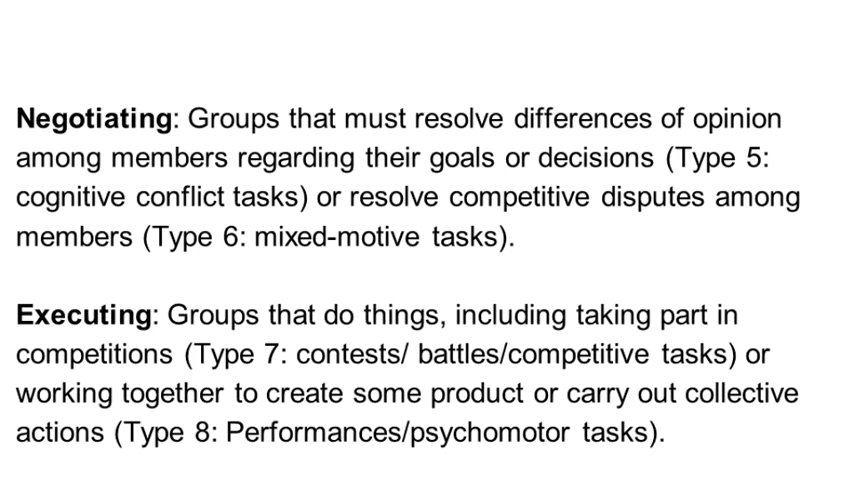 Negotiating: Groups that must resolve differences of opinion
among members regarding their goals or decisions (Type 5:
cognitive conflict tasks) or resolve competitive disputes among
members (Type 6: mixed-motive tasks).
Executing: Groups that do things, including taking part in
competitions (Type 7: contests/ battles/competitive tasks) or
working together to create some product or carry out collective
actions (Type 8: Performances/psychomotor tasks).